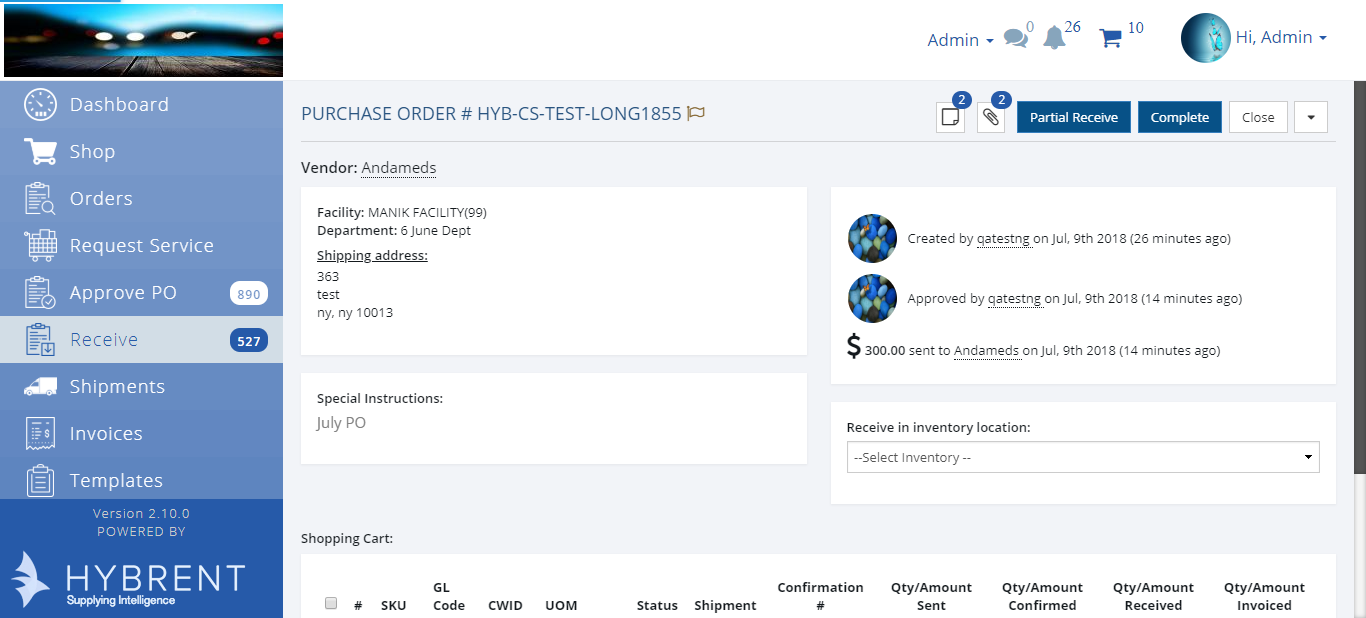 Admin
0
26
10
Hi, Admin
Dashboard
Shop
Orders
Request Service
Approve PO 890
Receive 527
Shipments
Invoices
Templates
Version 2.10.0
POWERED BY
HYBRENT
Supplying Intelligence
PURCHASE ORDER # HYB-CS-TEST-LONG1855
2
2
Partial Receive
Complete
Close
Vendor: Andameds
Facility: MANIK FACILITY(99)
Department: 6 June Dept
Shipping address:
363
test
ny, ny 10013
Special Instructions:
July PO
Created by qatestng on Jul, 9th 2018 (26 minutes ago)
Approved by qatestng on Jul, 9th 2018 (14 minutes ago)
$ 300.00 sent to Andameds on Jul, 9th 2018 (14 minutes ago)
Receive in inventory location:
--Select Inventory --
Shopping Cart:
#
SKU
GL
Code
CWID
UOM
Status
Shipment
Confirmation
#
Qty/Amount
Sent
Qty/Amount
Confirmed
Qty/Amount
Received
Qty/Amount
Invoiced